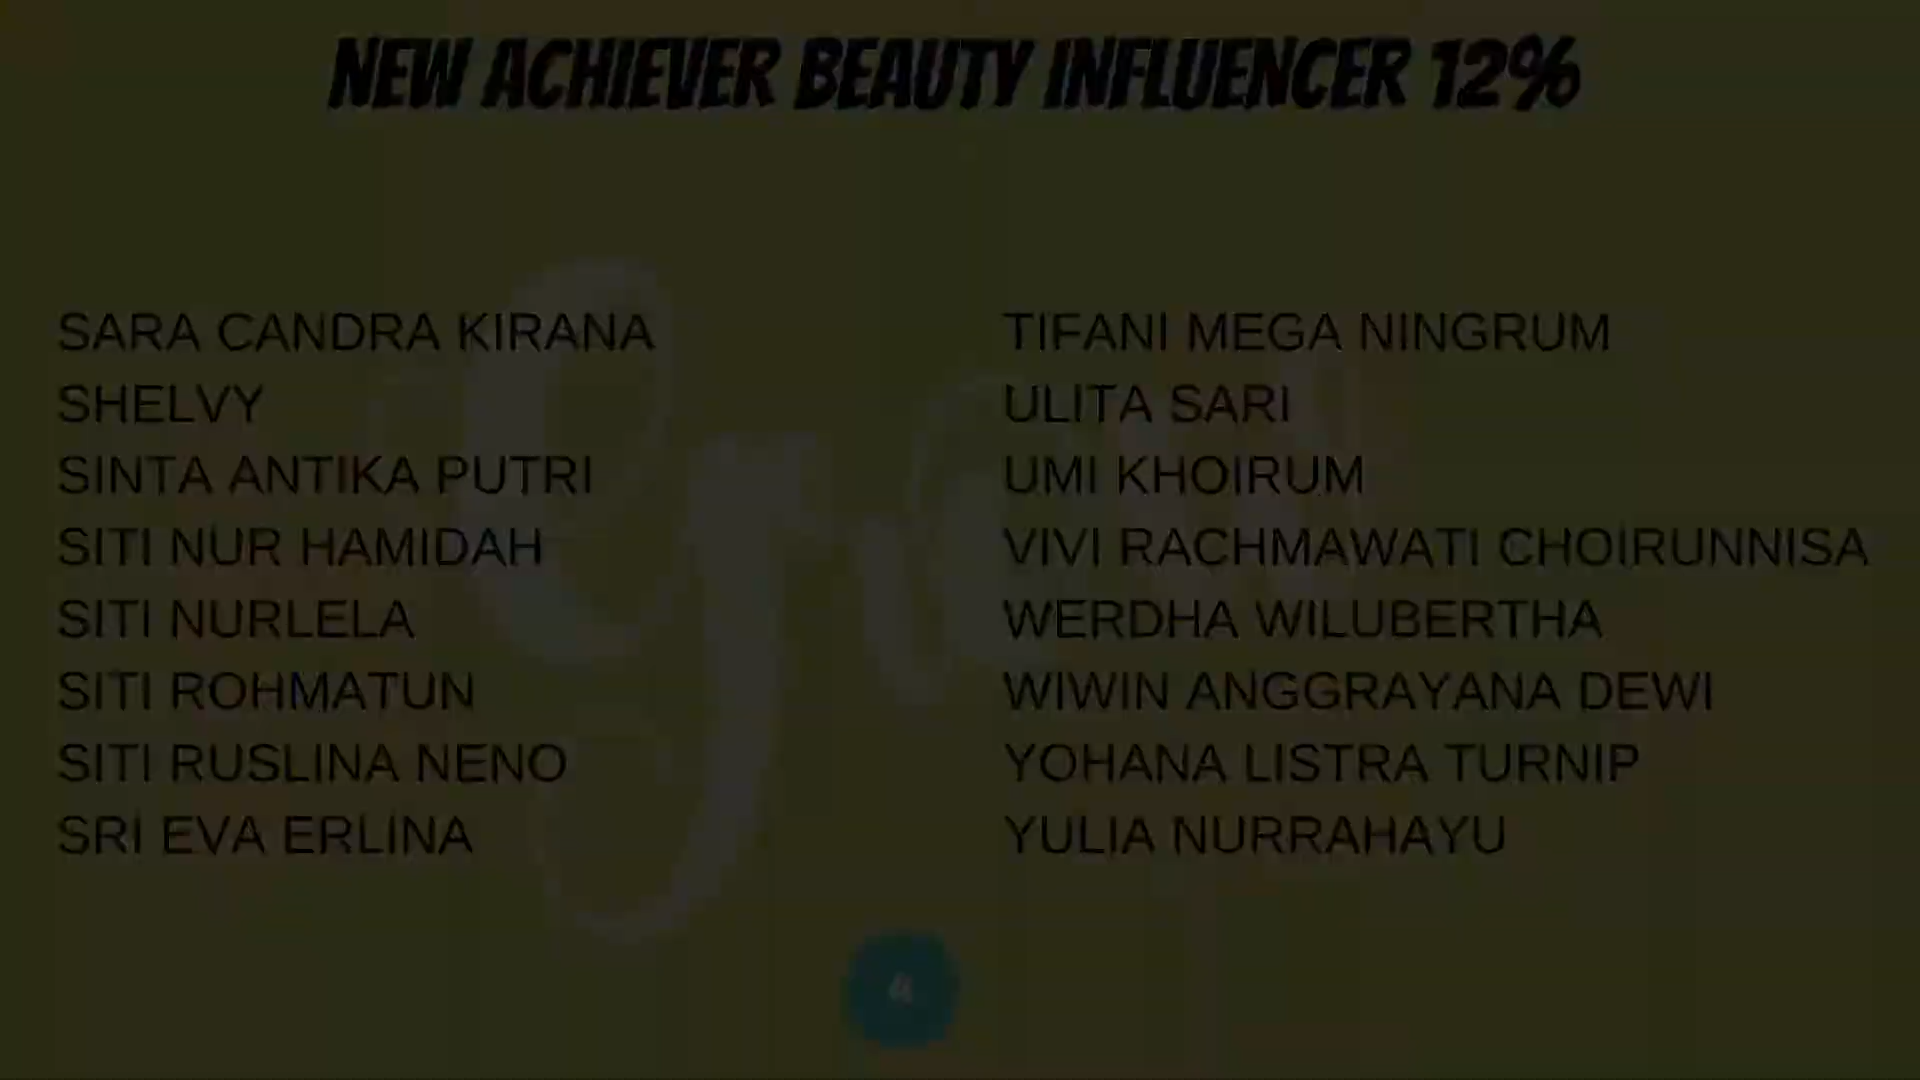 NEW ACHIEVER BEAUTY INFLUENCER 12%
SARA CANDRA KIRANA
SHELVY
SINTA ANTIKA PUTRI
SITI NUR HAMIDAH
SITI NURLELA
SITI ROHMATUN
SITI RUSLINA NENO
SRI EVA ERLINA
TIFANI MEGA NINGRUM
ULITA SARI
UMI KHOIRUM
VIVI RACHMAWATI CHOIRUNNISA
WERDHA WILUBERTHA
WIWIN ANGGRAYANA DEWI
YOHANA LISTRA TURNIP
YULIA NURRAHAYU